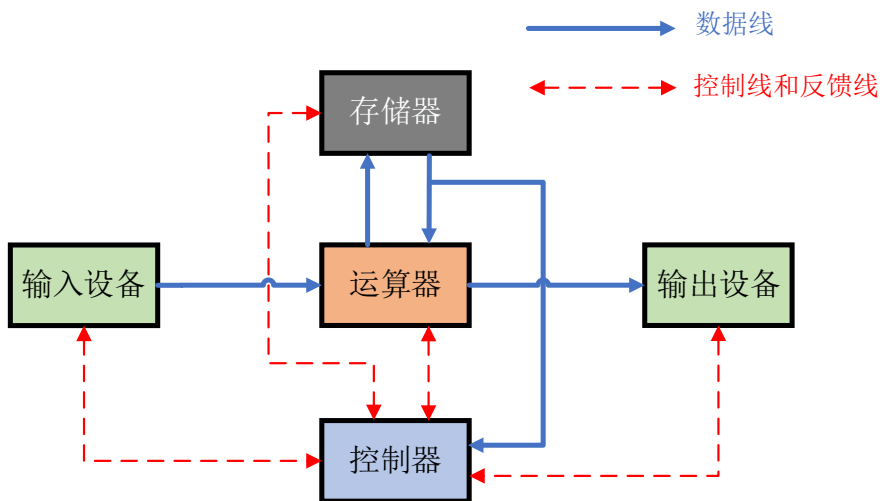 数据线
存储器
控制线和反馈线
输入设备
运算器
输出设备
控制器